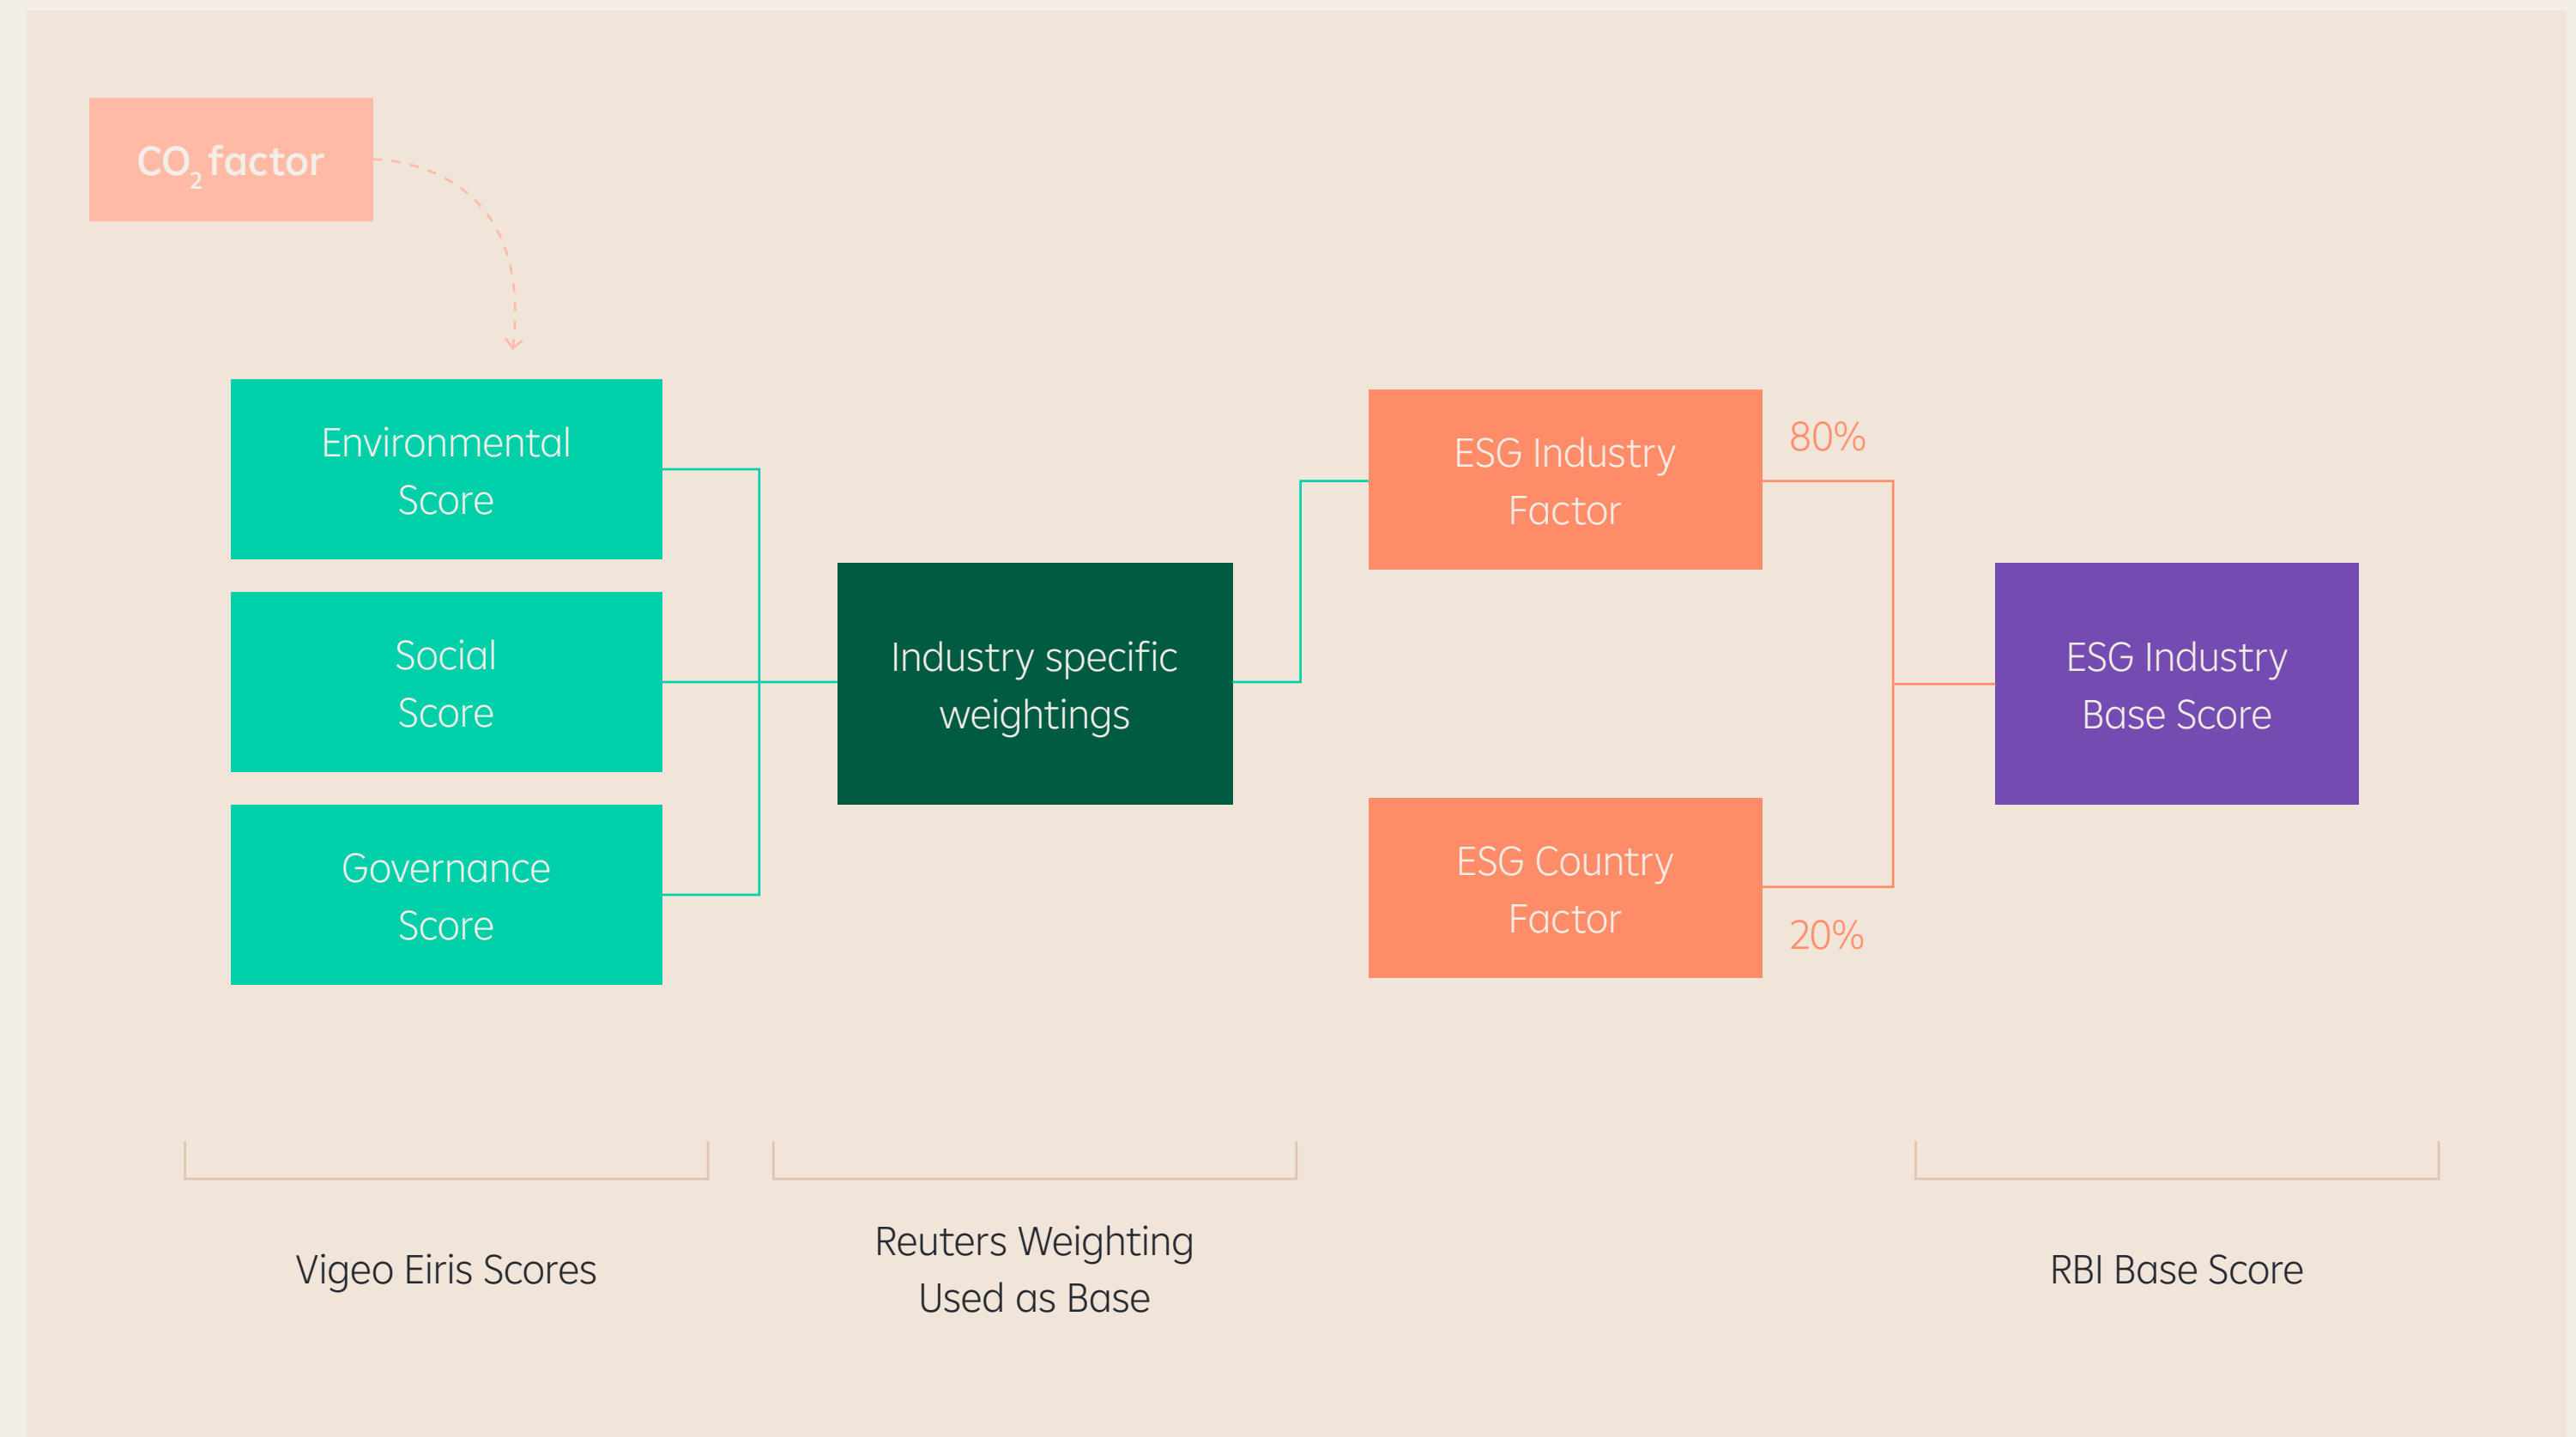 CO2 factor
Environmental
Score
Social
Score
Governance
Score
Industry specific
weightings
ESG Industry
Factor
80%
ESG Country
Factor
20%
ESG Industry
Base Score
Vigeo Eiris Scores
Reuters Weighting
Used as Base
RBI Base Score